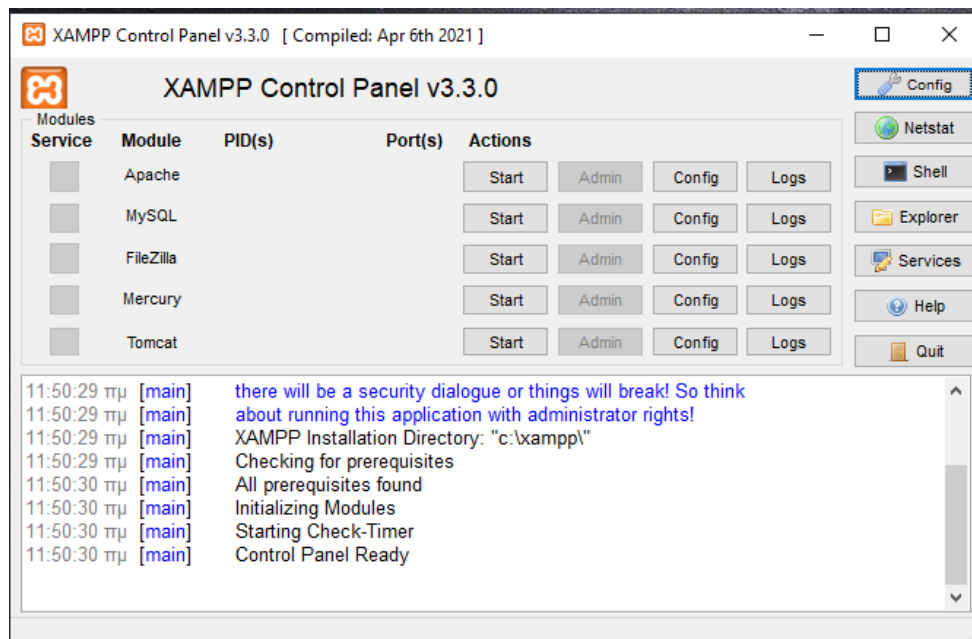 XAMPP Control Panel v3.3.0 [ Compiled: Apr 6th 2021 ]
XAMPP Control Panel v3.3.0
Config
Modules
Service Module PID(s) Port(s) Actions
Netstat
Apache Start Admin Config Logs
Shell
MySQL Start Admin Config Logs
Explorer
FileZilla Start Admin Config Logs
Services
Mercury Start Admin Config Logs
Help
Tomcat Start Admin Config Logs
Quit
11:50:29 πμ [main] there will be a security dialogue or things will break! So think
11:50:29 πμ [main] about running this application with administrator rights!
11:50:29 πμ [main] XAMPP Installation Directory: "c:\xampp\"
11:50:29 πμ [main] Checking for prerequisites
11:50:30 πμ [main] All prerequisites found
11:50:30 πμ [main] Initializing Modules
11:50:30 πμ [main] Starting Check-Timer
11:50:30 πμ [main] Control Panel Ready